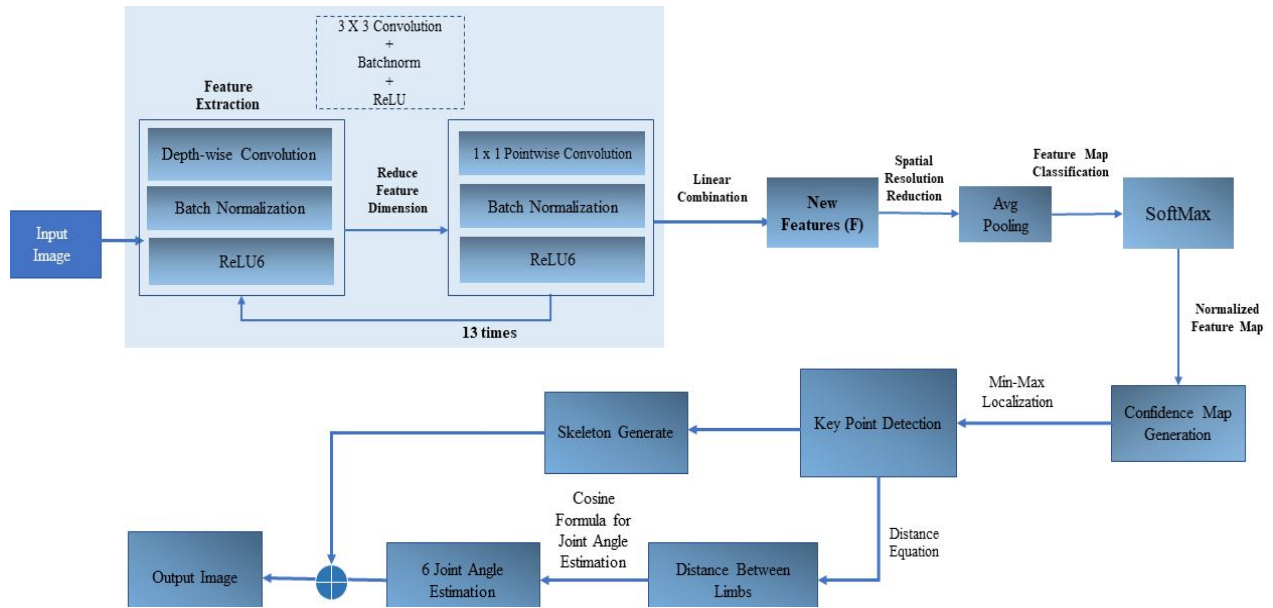 3 X 3 Convolution
+
Batchnorm
+
ReLU
Feature
Extraction
Depth-wise Convolution
Batch Normalization
ReLU6
Reduce
Feature
Dimension
1 x 1 Pointwise Convolution
Batch Normalization
ReLU6
13 times
Input
Image
Linear
Combination
New
Features (F)
Spatial
Resolution
Reduction
Avg
Pooling
Feature Map
Classification
SoftMax
Normalized
Feature Map
Confidence Map
Generation
Min-Max
Localization
Key Point Detection
Skeleton Generate
Distance
Equation
Distance Between
Limbs
Cosine
Formula for
Joint Angle
Estimation
6 Joint Angle
Estimation
Output Image